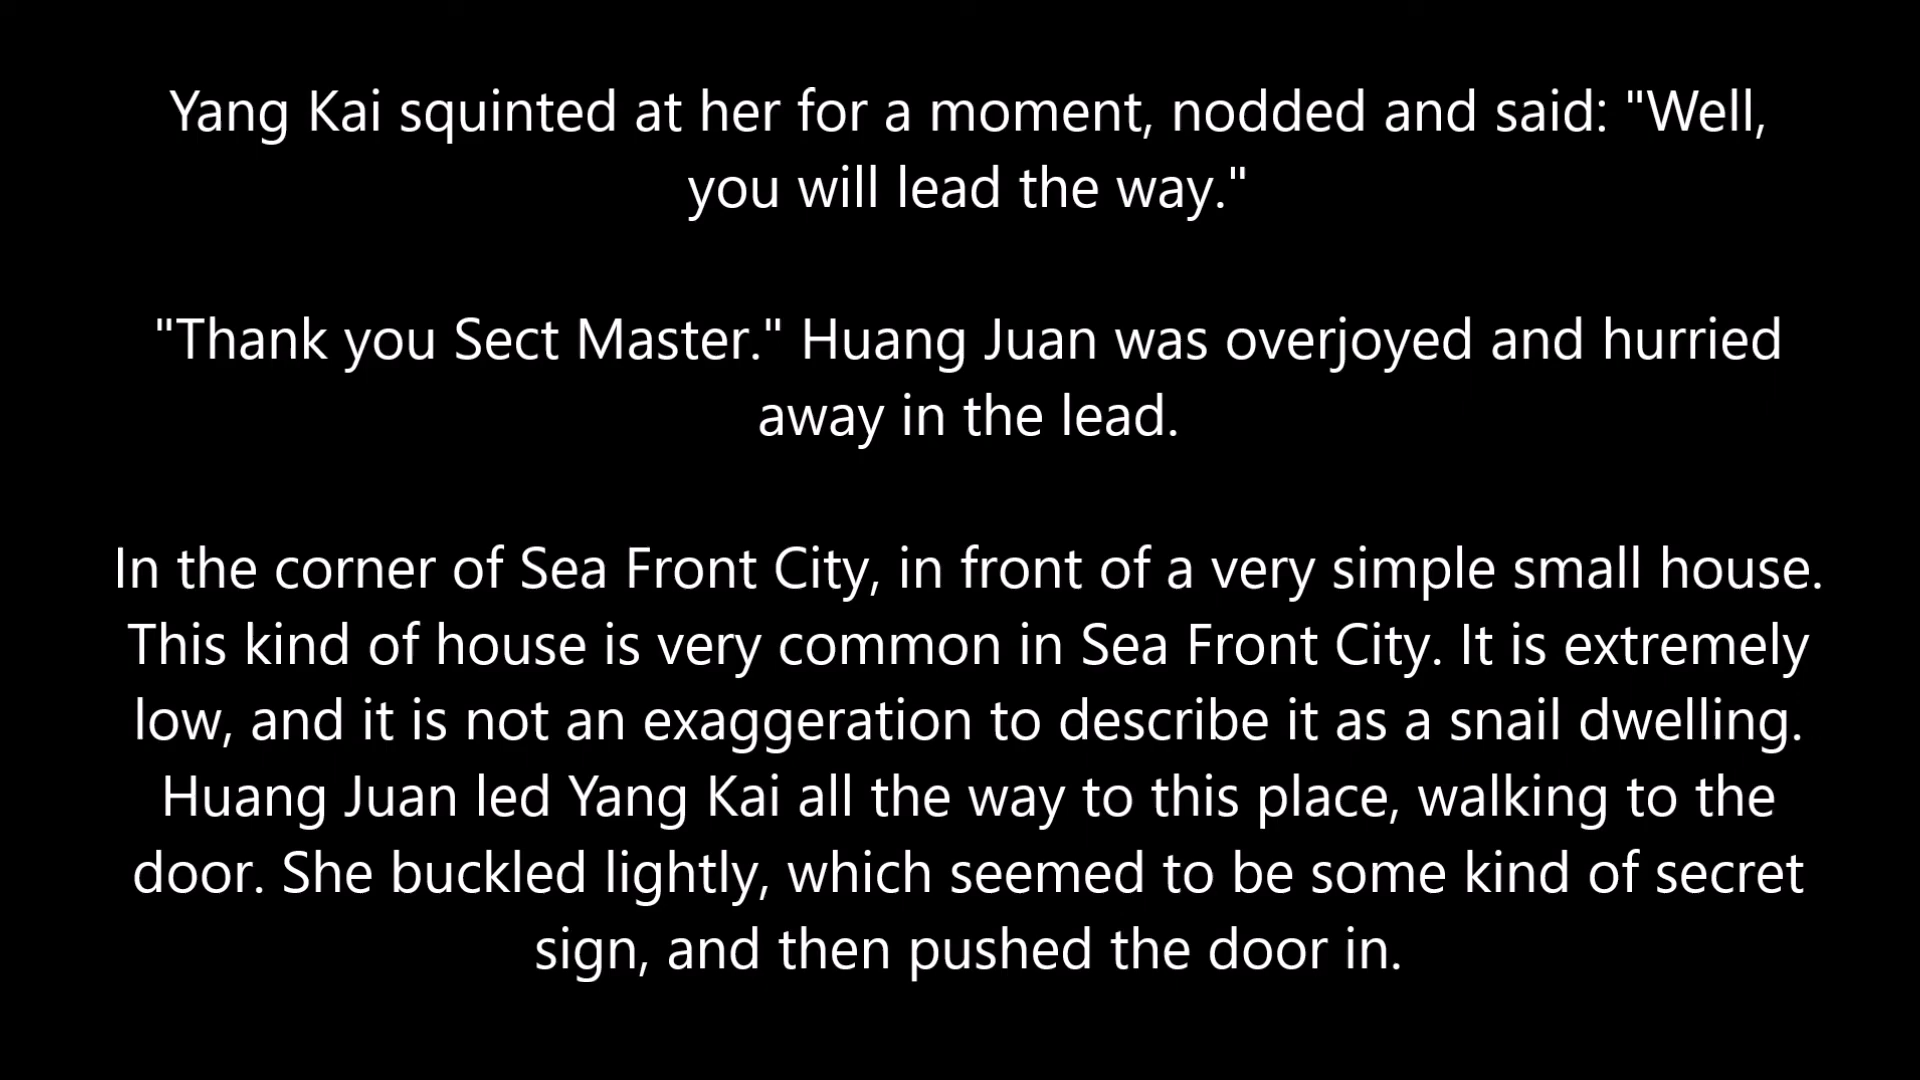 Yang Kai squinted at her for a moment, nodded and said: "Well,
you will lead the way."
"Thank you Sect Master." Huang Juan was overjoyed and hurried
away in the lead.
In the corner of Sea Front City, in front of a very simple small house.
This kind of house is very common in Sea Front City. It is extremely
low, and it is not an exaggeration to describe it as a snail dwelling.
Huang Juan led Yang Kai all the way to this place, walking to the
door. She buckled lightly, which seemed to be some kind of secret
sign, and then pushed the door in.